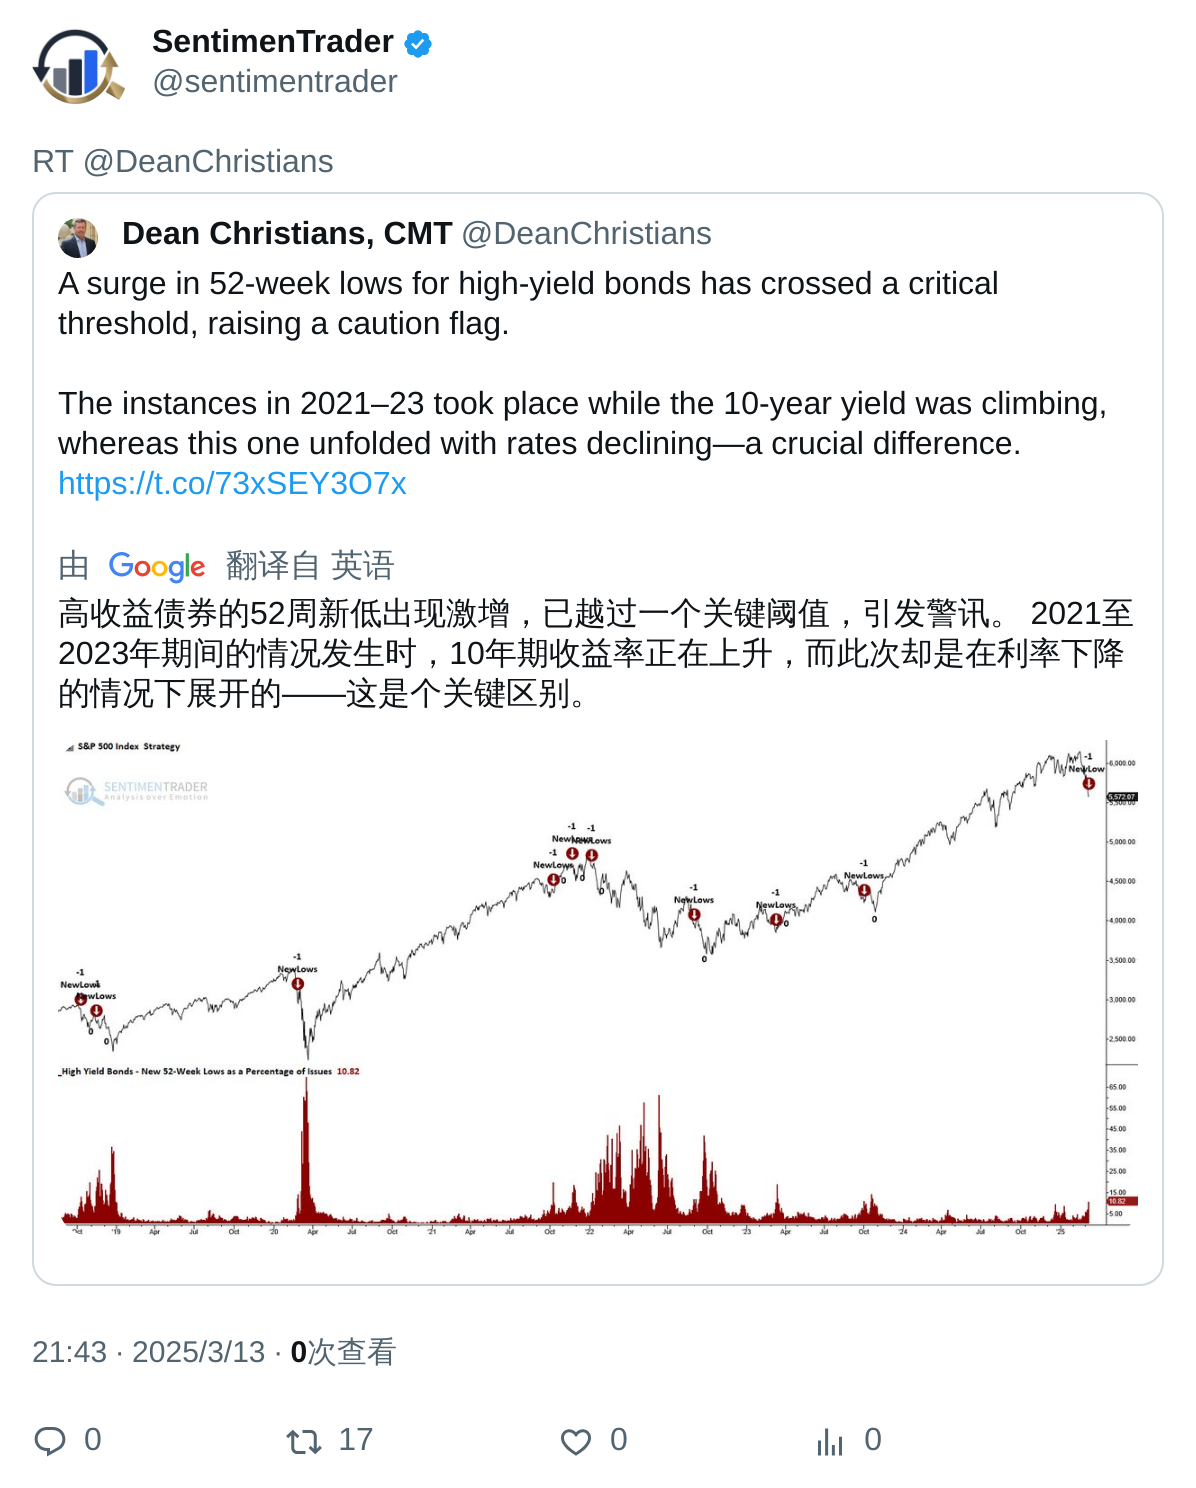 SentimenTrader
@sentimentrader
RT @DeanChristians
Dean Christians, CMT @DeanChristians
A surge in 52-week lows for high-yield bonds has crossed a critical
threshold, raising a caution flag.
The instances in 2021–23 took place while the 10-year yield was climbing,
whereas this one unfolded with rates declining—a crucial difference.
https://t.co/73xSEY3O7x
由 Google 翻译自 英语
高收益债券的52周新低出现激增，已越过一个关键阈值，引发警讯。 2021至
2023年期间的情况发生时，10年期收益率正在上升，而此次却是在利率下降
的情况下展开的——这是个关键区别。
S&P 500 Index Strategy
SENTIMENTRADER
Analysis over Emotion
-1
NewLow
6,000.00
5,572.07
5,500.00
-1 -1
NewLows
-1
NewLows
0 0 0
5,000.00
-1
NewLows
4,500.00
-1
NewLows
-1
NewLows
0
0
4,000.00
0
3,500.00
-1
NewLows
-1
NewLows
NewLows
0
0
3,000.00
2,500.00
_High Yield Bonds - New 52-Week Lows as a Percentage of Issues 10.82
65.00
55.00
45.00
35.00
25.00
15.00
10.82
5.00
Oct '19 Apr Jul Oct '20 Apr Jul Oct '21 Apr Jul Oct '22 Apr Jul Oct '23 Apr Jul Oct '24 Apr Jul Oct '25
21:43 · 2025/3/13 · 0次查看
0 17 0 0